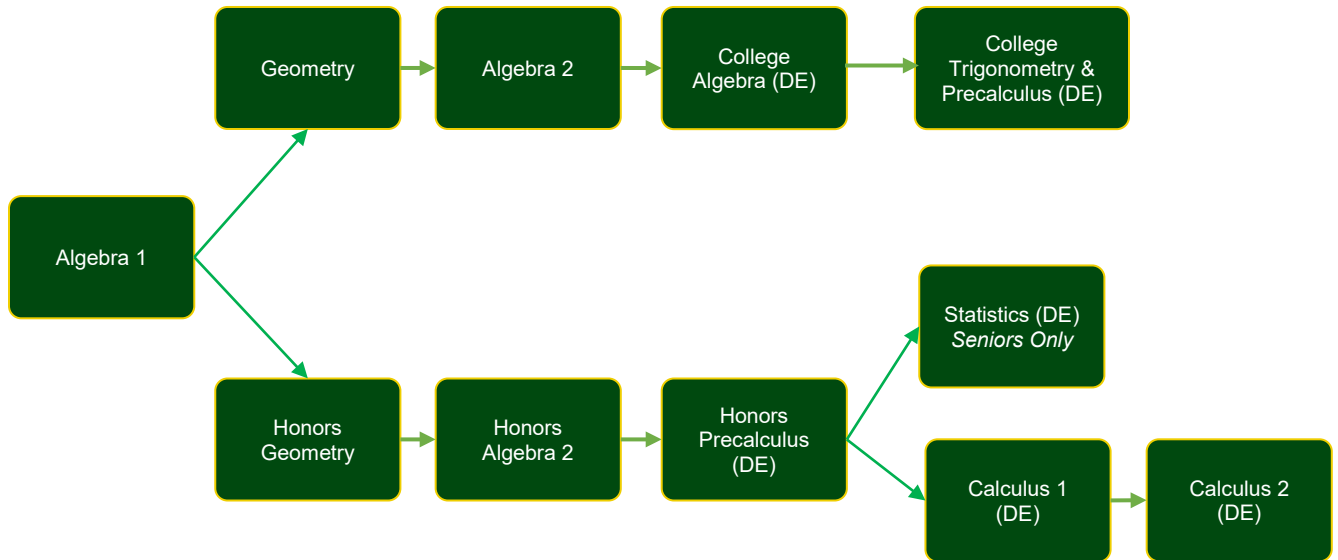 Geometry
Algebra 2
College
Algebra (DE)
College
Trigonometry &
Precalculus (DE)
Algebra 1
Statistics (DE)
Seniors Only
Honors
Geometry
Honors
Algebra 2
Honors
Precalculus
(DE)
Calculus 1
(DE)
Calculus 2
(DE)